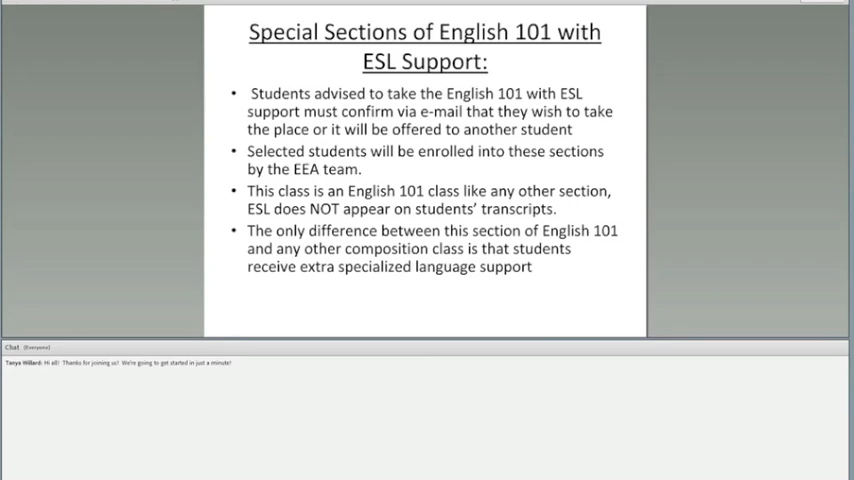 Special Sections of English 101 with
ESL Support:
• Students advised to take the English 101 with ESL
support must confirm via e-mail that they wish to take
the place or it will be offered to another student
• Selected students will be enrolled into these sections
by the EEA team.
• This class is an English 101 class like any other section,
ESL does NOT appear on students’ transcripts.
• The only difference between this section of English 101
and any other composition class is that students
receive extra specialized language support
Chat (Everyone)
Tanya Willard: Hi all! Thanks for joining us! We're going to get started in just a minute!